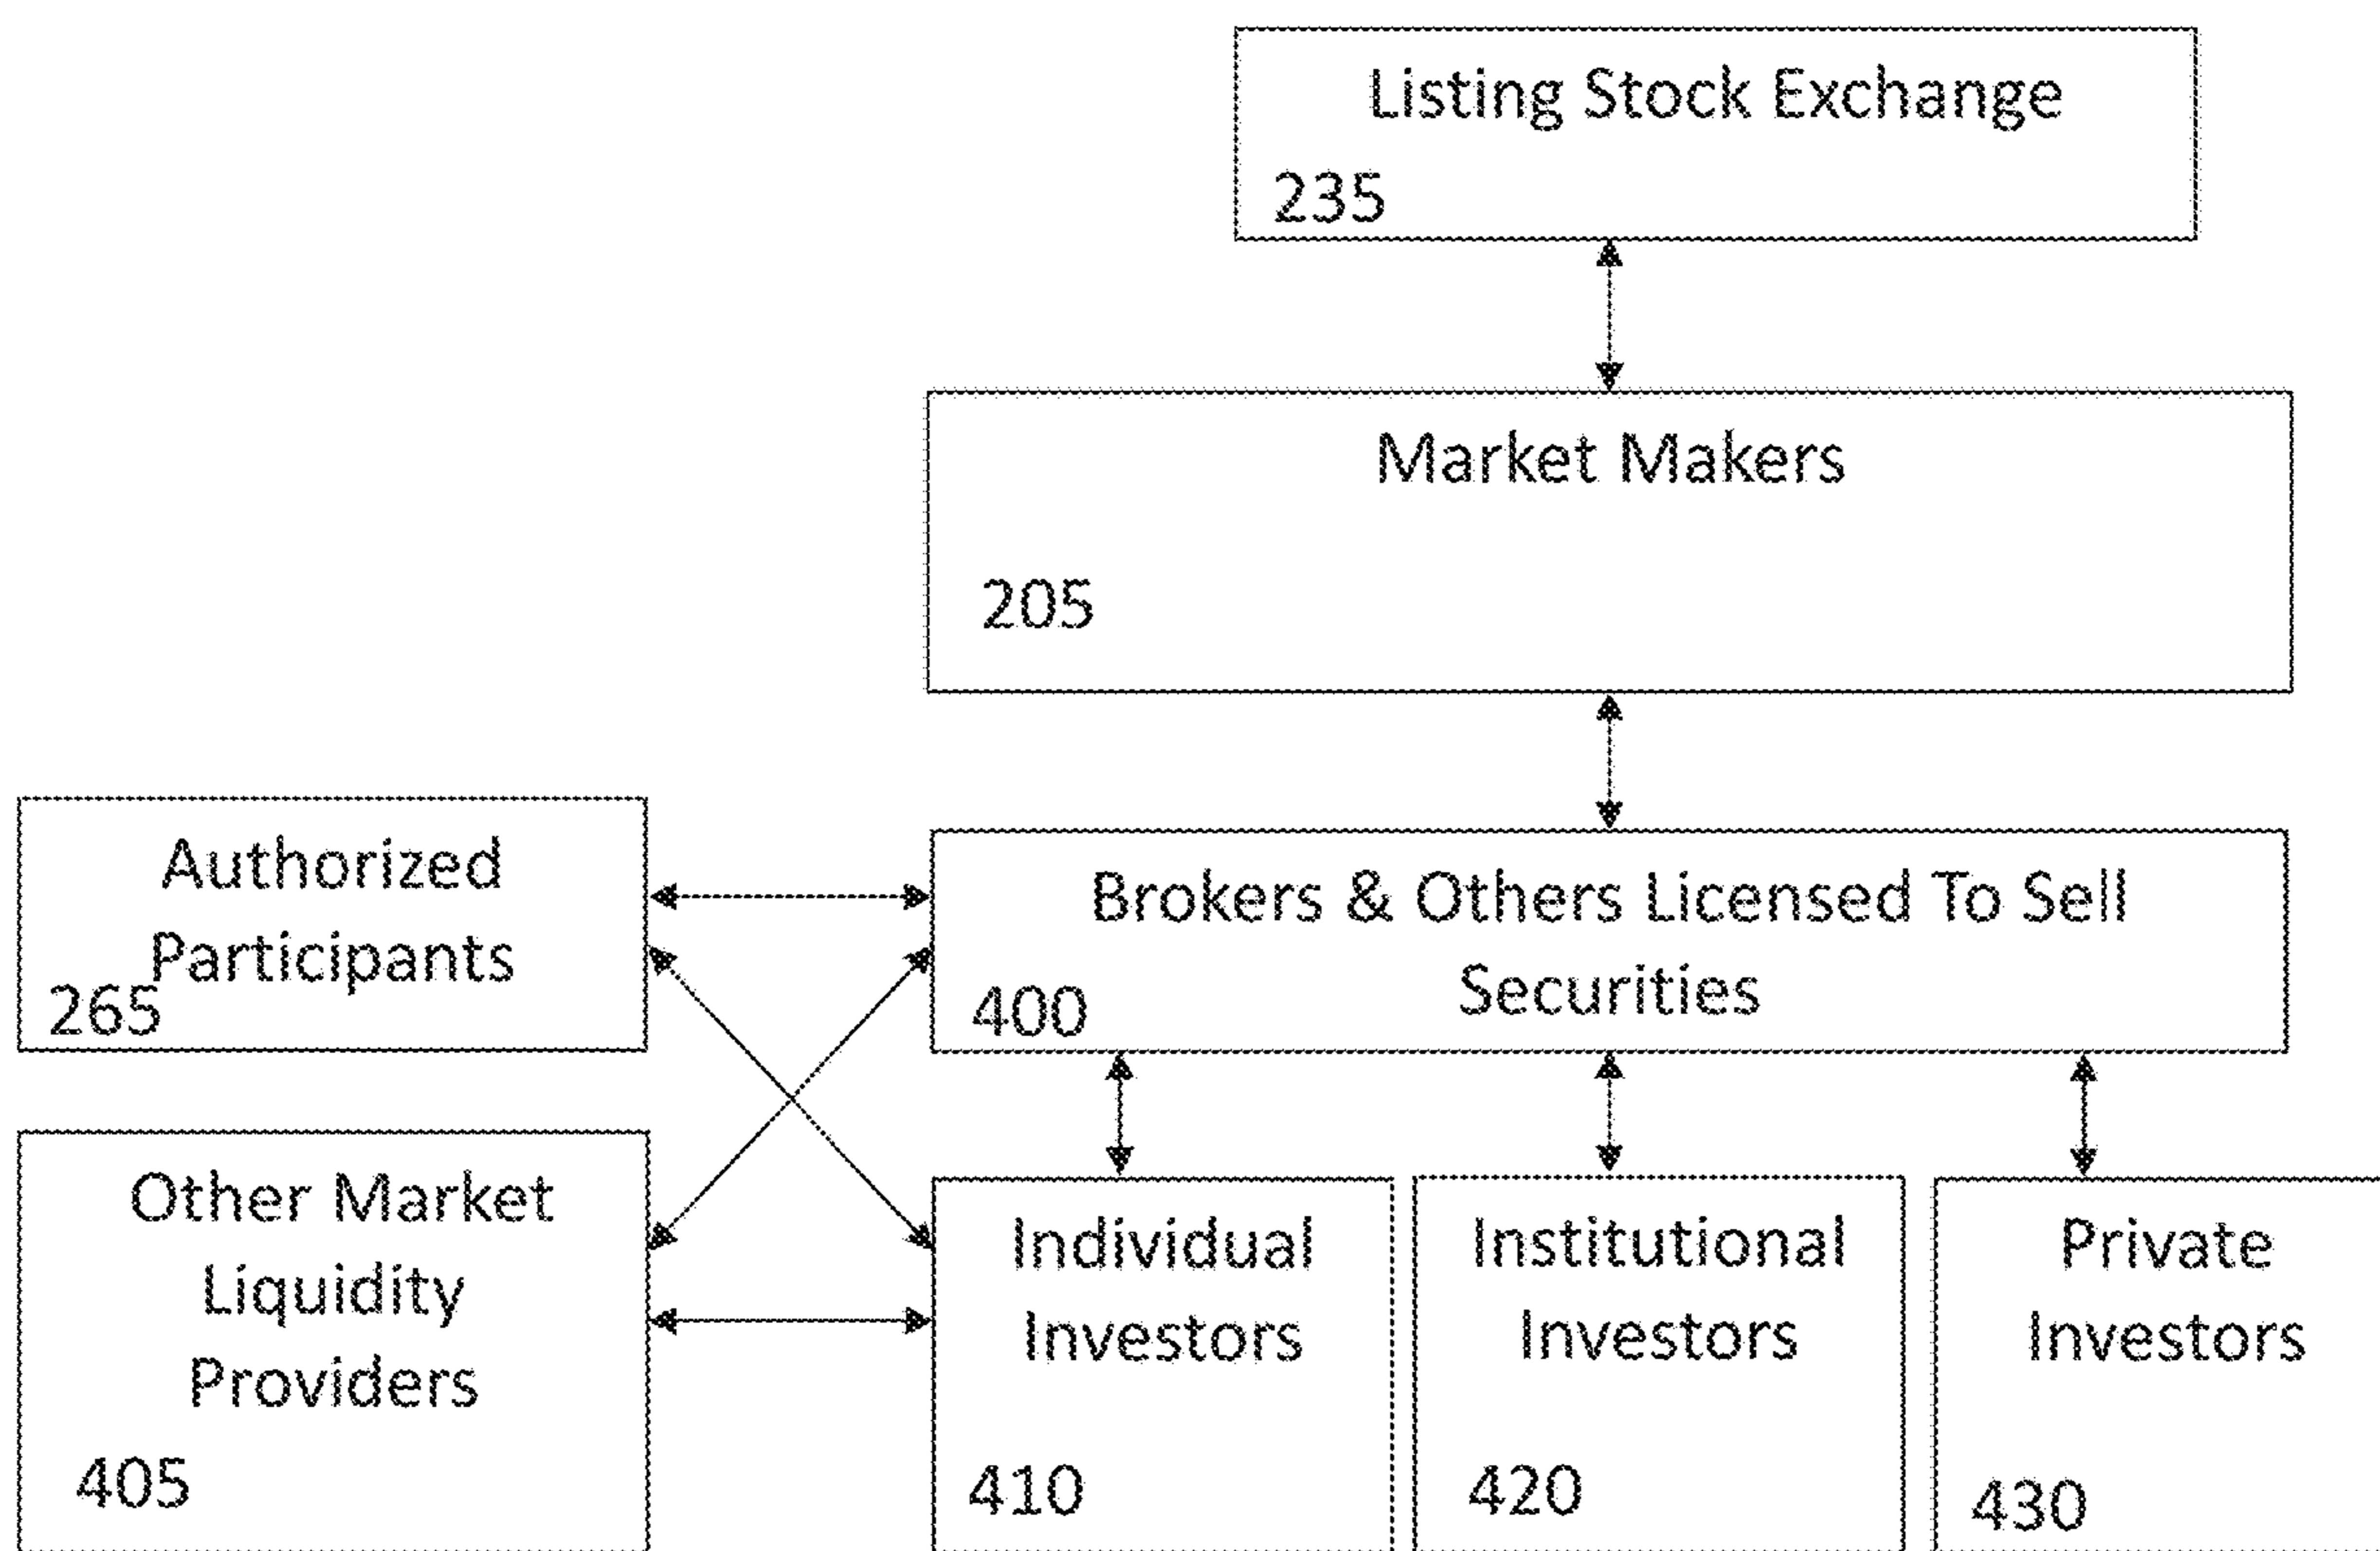 Listing Stock Exchange
235
Market Makers
205
Authorized
Participants
265
Brokers & Others Licensed To Sell
Securities
400
Other Market
Liquidity
Providers
405
Individual
Investors
410
Institutional
Investors
420
Private
Investors
430